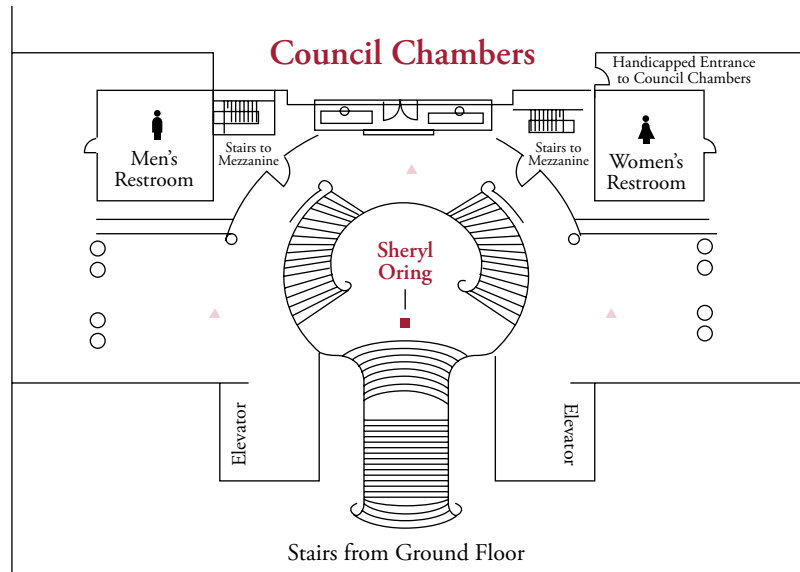 Council Chambers
Handicapped Entrance
to Council Chambers
Men's
Restroom
Stairs to
Mezzanine
Stairs to
Mezzanine
Women's
Restroom
Sheryl
Oring
Elevator
Elevator
Stairs from Ground Floor